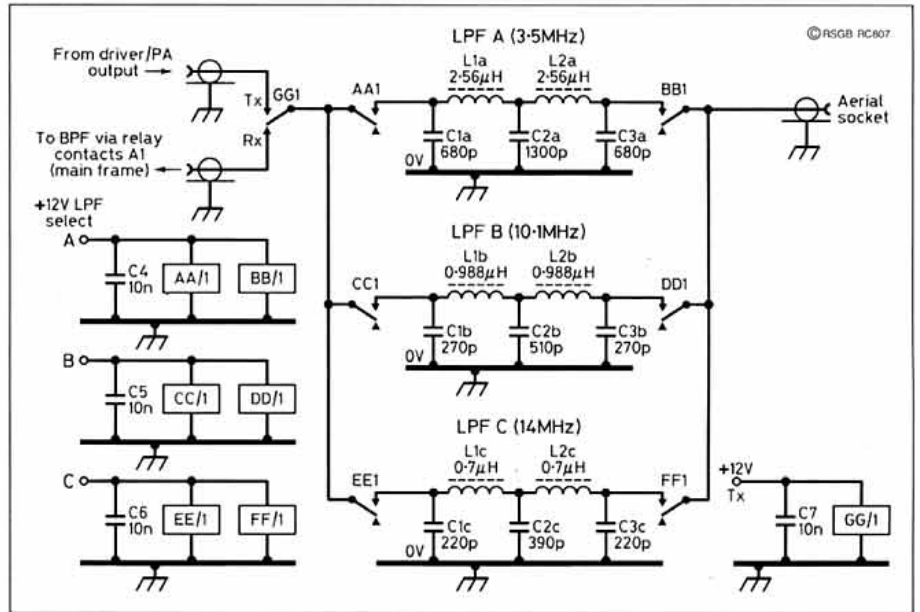 © RSGB RC807
From driver/PA
output
Tx
GG1
Rx
To BPF via relay
contacts A1
(main frame)
+12V LPF
select
A
C4
10n
AA/1
BB/1
B
C5
10n
CC/1
DD/1
C
C6
10n
EE/1
FF/1
LPF A (3·5MHz)
L1a
2·56µH
L2a
2·56µH
AA1
BB1
C1a
680p
C2a
1300p
C3a
680p
0V
Aerial
socket
LPF B (10·1MHz)
L1b
0·988µH
L2b
0·988µH
CC1
DD1
C1b
270p
C2b
510p
C3b
270p
0V
LPF C (14MHz)
L1c
0·7µH
L2c
0·7µH
EE1
FF1
C1c
220p
C2c
390p
C3c
220p
0V
+12V
Tx
C7
10n
GG/1